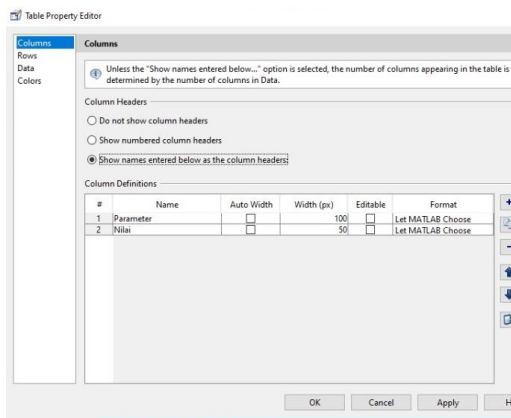 Table Property Editor
Columns
Rows
Data
Colors
Columns
Unless the "Show names entered below..." option is selected, the number of columns appearing in the table is
determined by the number of columns in Data.
Column Headers
Do not show column headers
Show numbered column headers
Show names entered below as the column headers:
Column Definitions
# Name Auto Width Width (px) Editable Format
1 Parameter 100 Let MATLAB Choose
2 Nilai 50 Let MATLAB Choose
OK Cancel Apply H